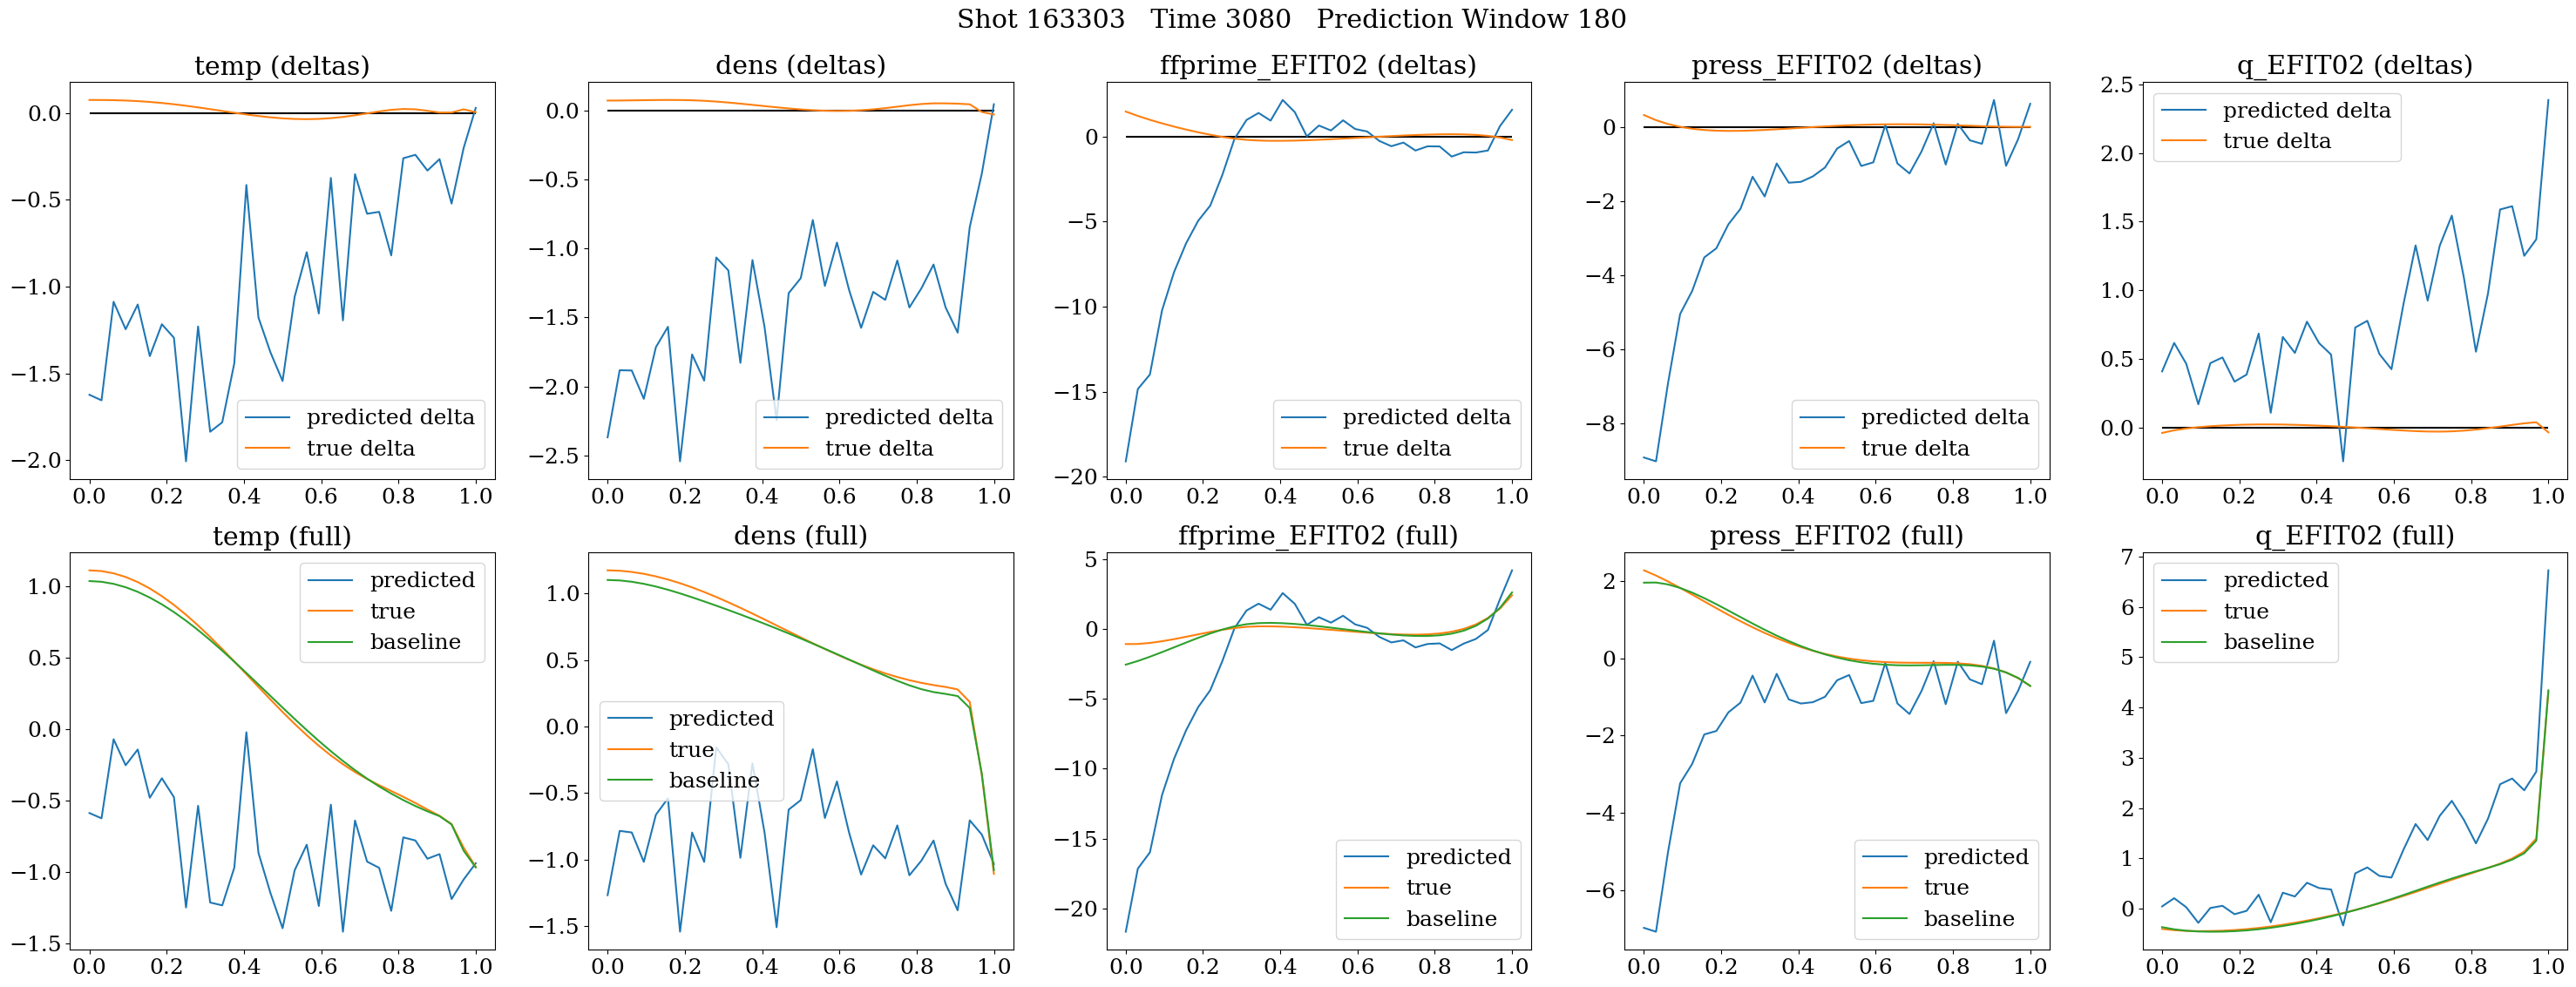 Shot 163303   Time 3080   Prediction Window 180
temp (deltas)
0.0
−0.5
−1.0
−1.5
−2.0
0.0 0.2 0.4 0.6 0.8 1.0
predicted delta
true delta
dens (deltas)
0.0
−0.5
−1.0
−1.5
−2.0
−2.5
0.0 0.2 0.4 0.6 0.8 1.0
predicted delta
true delta
ffprime_EFIT02 (deltas)
0
−5
−10
−15
−20
0.0 0.2 0.4 0.6 0.8 1.0
predicted delta
true delta
press_EFIT02 (deltas)
0
−2
−4
−6
−8
0.0 0.2 0.4 0.6 0.8 1.0
predicted delta
true delta
q_EFIT02 (deltas)
2.5
2.0
1.5
1.0
0.5
0.0
0.0 0.2 0.4 0.6 0.8 1.0
predicted delta
true delta
temp (full)
1.0
0.5
0.0
−0.5
−1.0
−1.5
0.0 0.2 0.4 0.6 0.8 1.0
predicted
true
baseline
dens (full)
1.0
0.5
0.0
−0.5
−1.0
−1.5
0.0 0.2 0.4 0.6 0.8 1.0
predicted
true
baseline
ffprime_EFIT02 (full)
5
0
−5
−10
−15
−20
0.0 0.2 0.4 0.6 0.8 1.0
predicted
true
baseline
press_EFIT02 (full)
2
0
−2
−4
−6
0.0 0.2 0.4 0.6 0.8 1.0
predicted
true
baseline
q_EFIT02 (full)
7
6
5
4
3
2
1
0
0.0 0.2 0.4 0.6 0.8 1.0
predicted
true
baseline